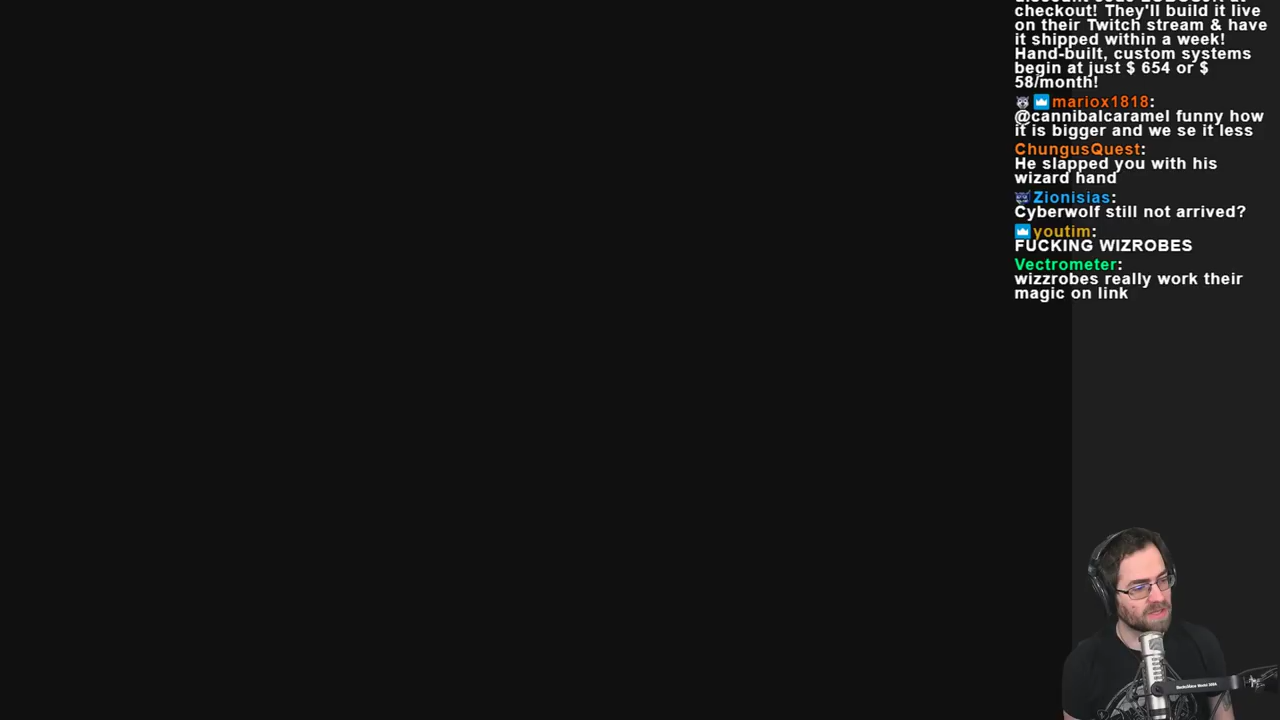 checkout! They'll build it live
on their Twitch stream & have
it shipped within a week!
Hand-built, custom systems
begin at just $ 654 or $
58/month!
mariox1818:
@cannibalcaramel funny how
it is bigger and we se it less
ChungusQuest:
He slapped you with his
wizard hand
Zionisias:
Cyberwolf still not arrived?
youtim:
FUCKING WIZROBES
Vectrometer:
wizzrobes really work their
magic on link